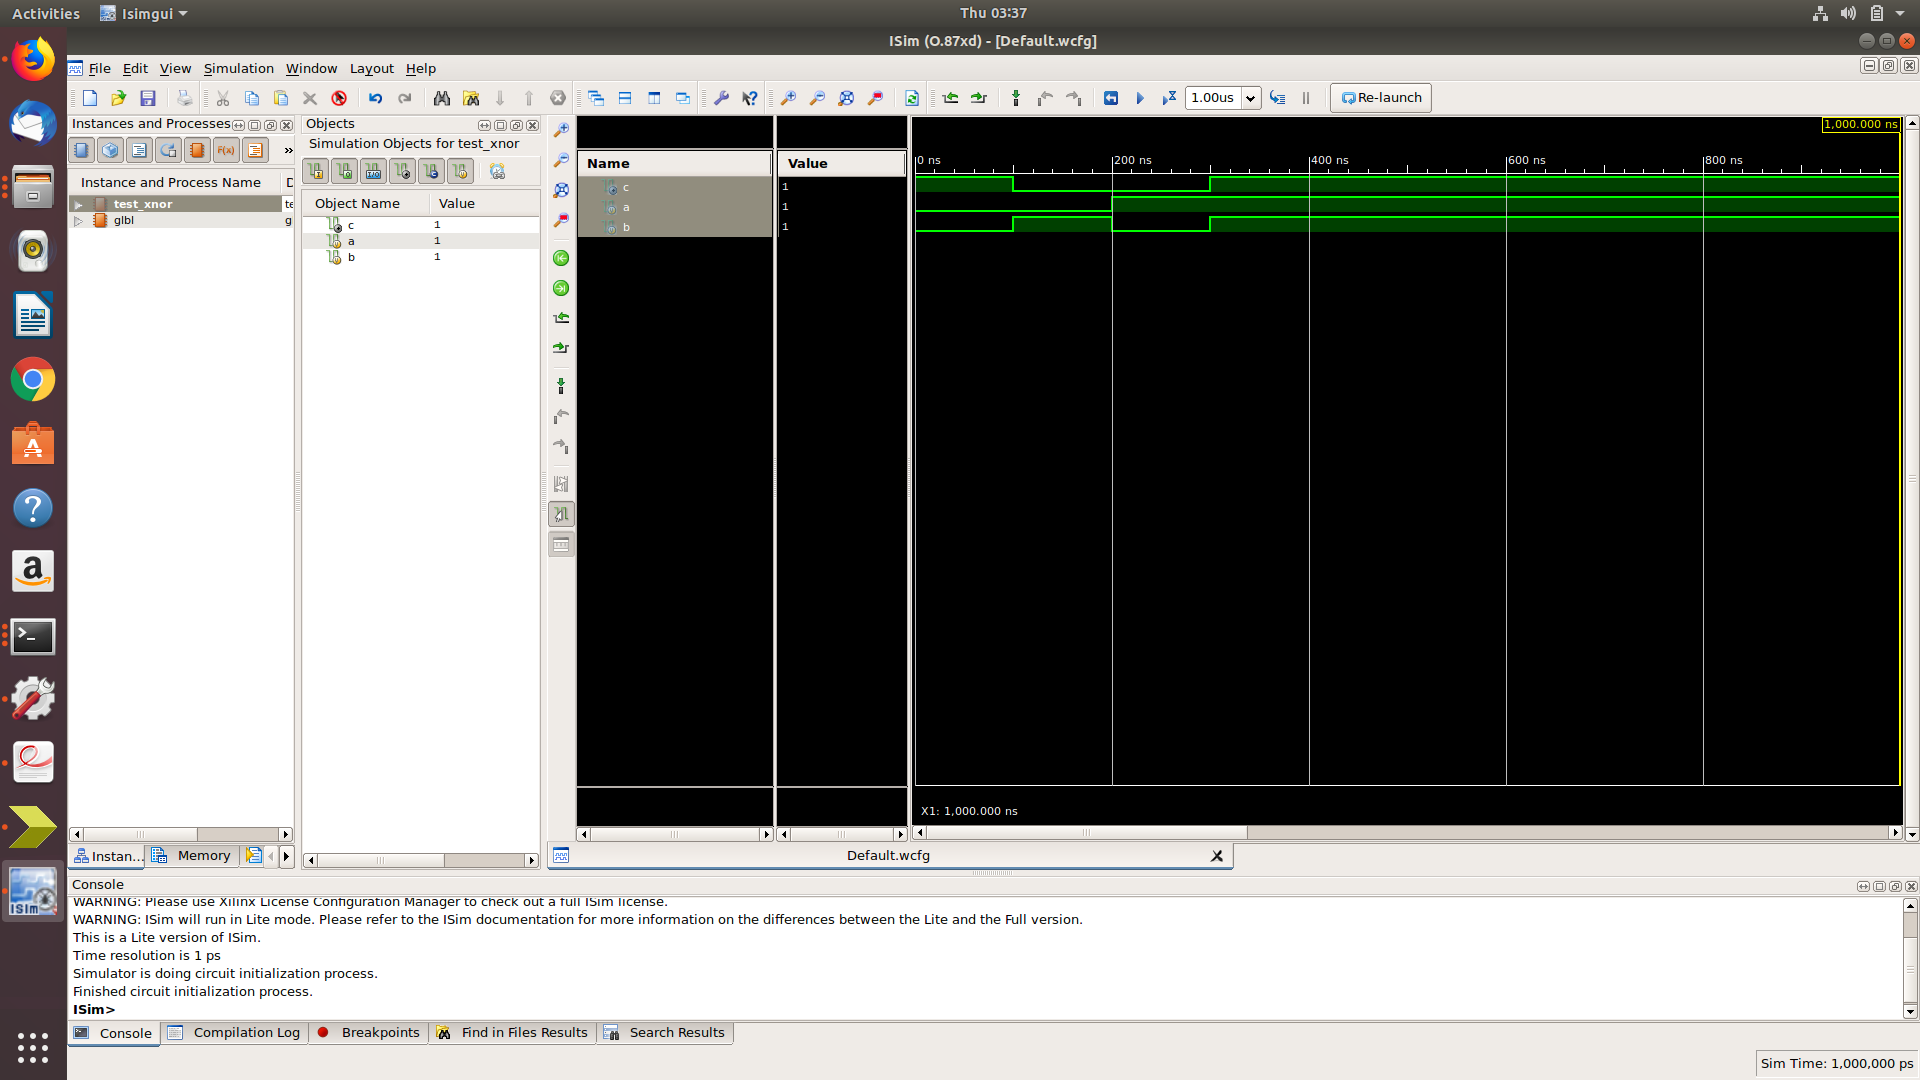 Activities
Isimgui
Thu 03:37
ISim (O.87xd) - [Default.wcfg]
File Edit View Simulation Window Layout Help
1.00us
Re-launch
Instances and Processes
Objects
Simulation Objects for test_xnor
F(x)
»
Instance and Process Name
D
test_xnor
te
glbl
g
Object Name Value
c 1
a 1
b 1
Name
Value
c 1
a 1
b 1
1,000.000 ns
0 ns 200 ns 400 ns 600 ns 800 ns
X1: 1,000.000 ns
Instan...
Memory
Default.wcfg
Console
WARNING: Please use Xilinx License Configuration Manager to check out a full ISim license.
WARNING: ISim will run in Lite mode. Please refer to the ISim documentation for more information on the differences between the Lite and the Full version.
This is a Lite version of ISim.
Time resolution is 1 ps
Simulator is doing circuit initialization process.
Finished circuit initialization process.
ISim>
Console
Compilation Log
Breakpoints
Find in Files Results
Search Results
Sim Time: 1,000,000 ps